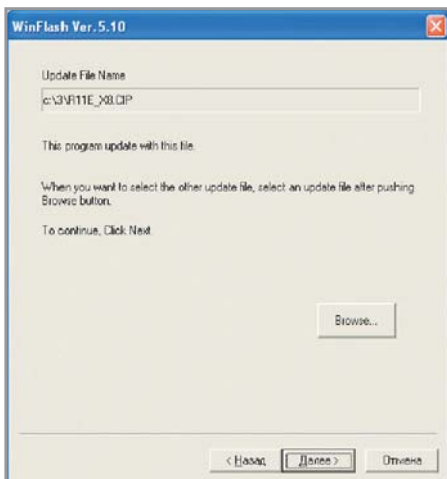 WinFlash Ver.5.10
Update File Name
c:\3\R11E_X8.CIP
This program update with this file.
When you want to select the other update file, select an update file after pushing
Browse button.
To continue, Click Next
Browse...
< Назад
Далее >
Отмена